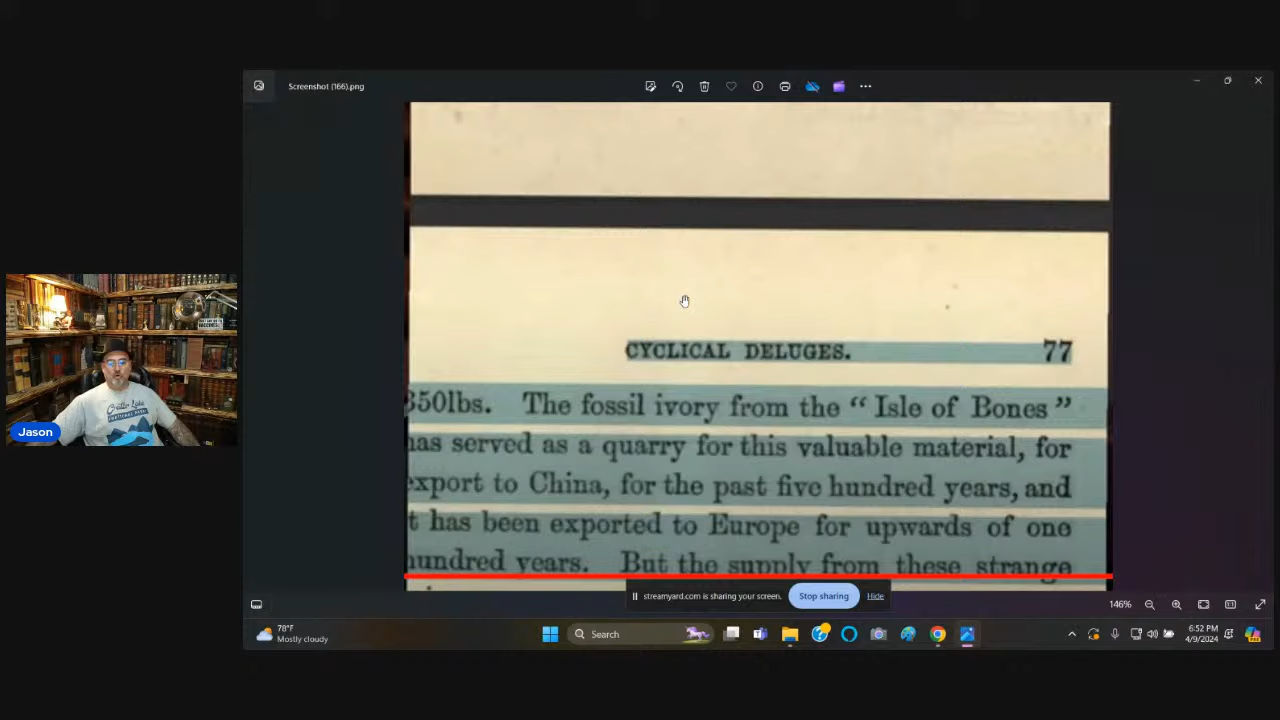 Screenshot (166).png
CYCLICAL DELUGES. 77
350lbs. The fossil ivory from the "Isle of Bones"
has served as a quarry for this valuable material, for
export to China, for the past five hundred years, and
t has been exported to Europe for upwards of one
hundred years. But the supply from these strange
Jason
streamyard.com is sharing your screen. Stop sharing Hide
146%
78°F
Mostly cloudy
Search
6:52 PM
4/9/2024